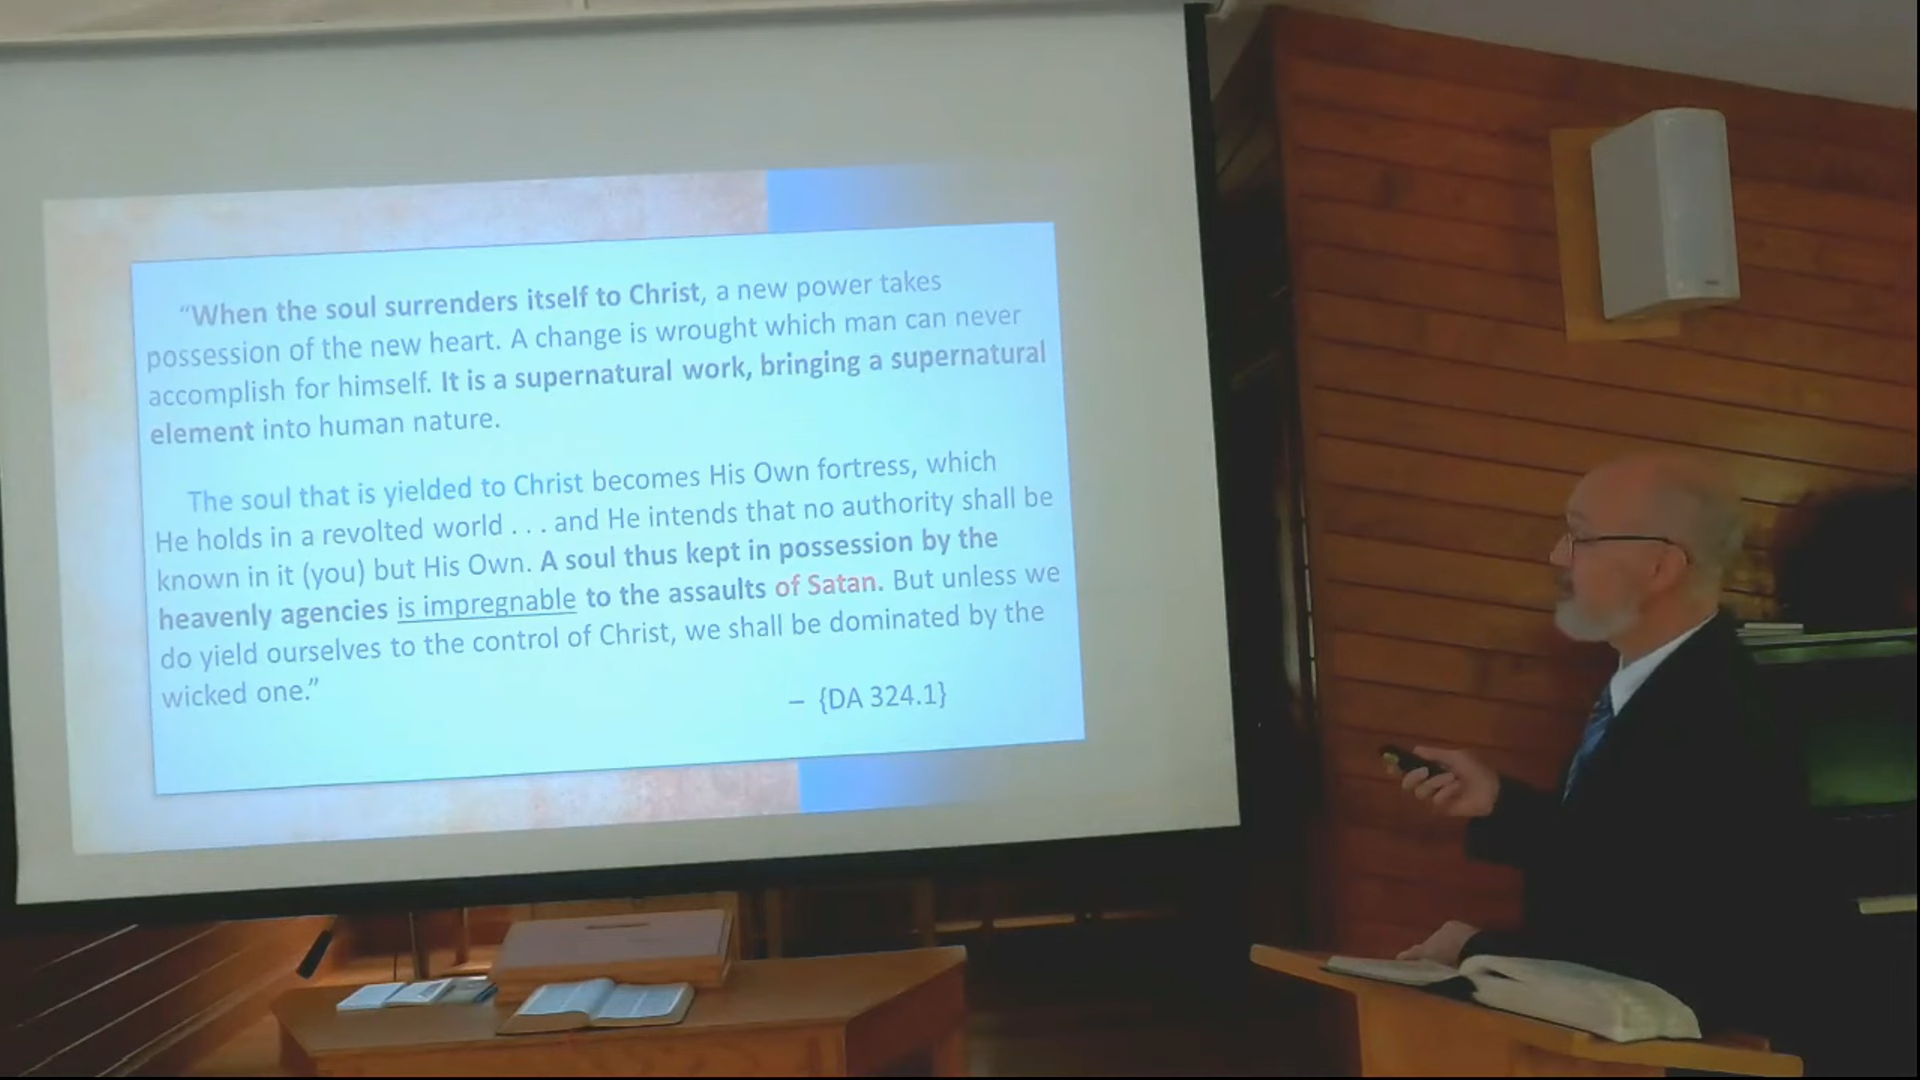 “When the soul surrenders itself to Christ, a new power takes
possession of the new heart. A change is wrought which man can never
accomplish for himself. It is a supernatural work, bringing a supernatural
element into human nature.
The soul that is yielded to Christ becomes His Own fortress, which
He holds in a revolted world . . . and He intends that no authority shall be
known in it (you) but His Own. A soul thus kept in possession by the
heavenly agencies is impregnable to the assaults of Satan. But unless we
do yield ourselves to the control of Christ, we shall be dominated by the
wicked one.”
– {DA 324.1}